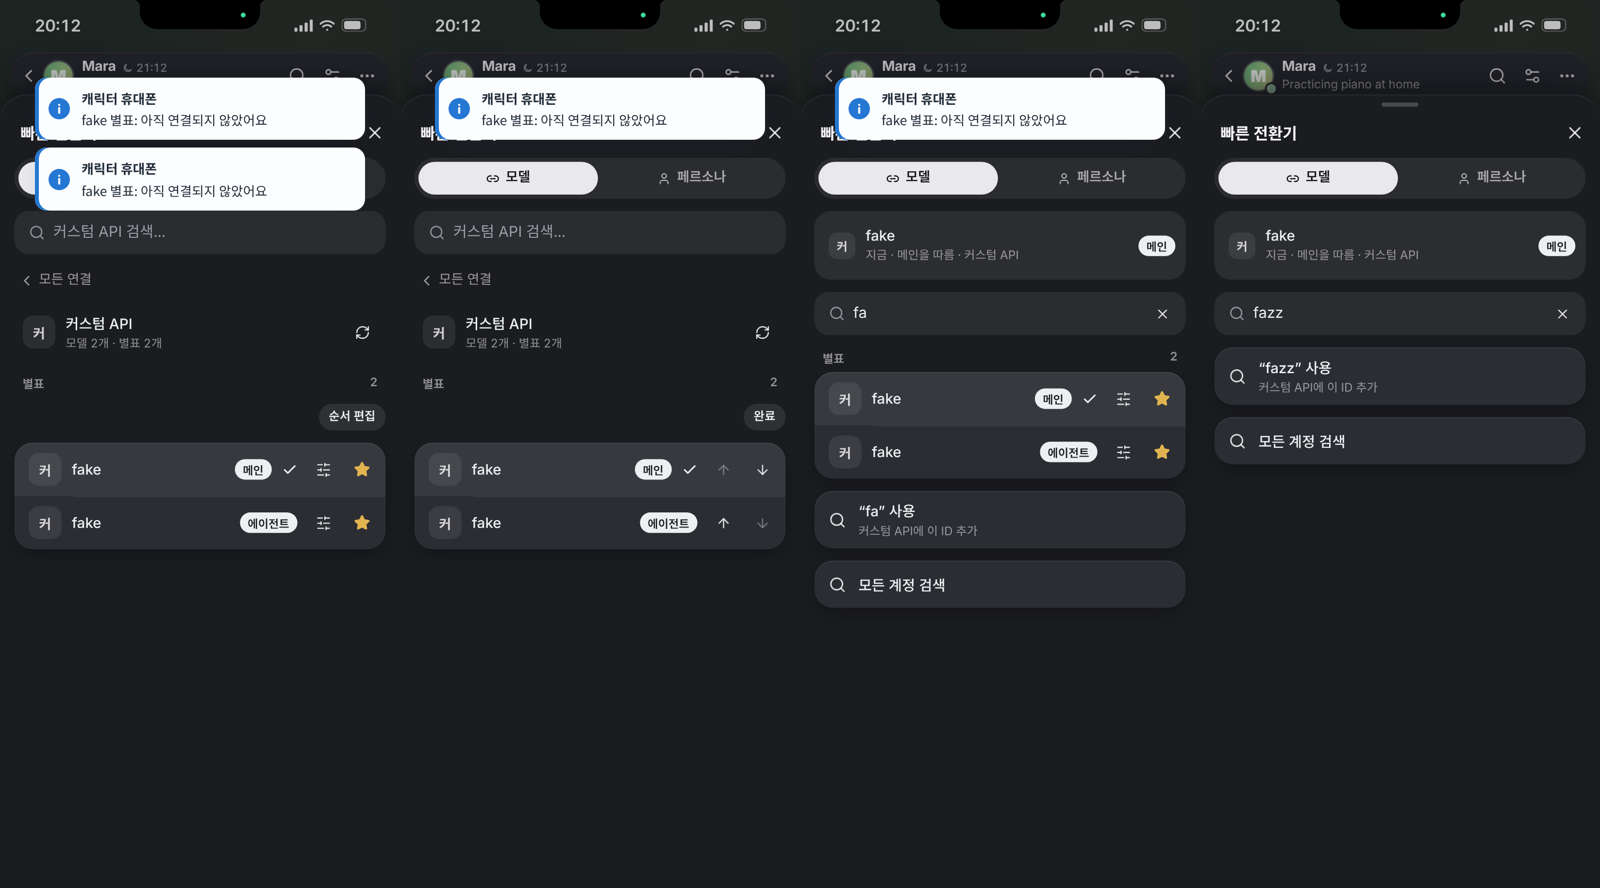 20:12
Mara 21:12
캐릭터 휴대폰
fake 별표: 아직 연결되지 않았어요
캐릭터 휴대폰
fake 별표: 아직 연결되지 않았어요
커스텀 API 검색...
모든 연결
커
커스텀 API
모델 2개 · 별표 2개
별표
2
순서 편집
커
fake
메인
커
fake
에이전트
20:12
Mara 21:12
캐릭터 휴대폰
fake 별표: 아직 연결되지 않았어요
모델
페르소나
커스텀 API 검색...
모든 연결
커
커스텀 API
모델 2개 · 별표 2개
별표
2
완료
커
fake
메인
커
fake
에이전트
20:12
Mara 21:12
캐릭터 휴대폰
fake 별표: 아직 연결되지 않았어요
모델
페르소나
커
fake
지금 · 메인을 따름 · 커스텀 API
메인
fa
별표
2
커
fake
메인
커
fake
에이전트
“fa” 사용
커스텀 API에 이 ID 추가
모든 계정 검색
20:12
M
Mara 21:12
Practicing piano at home
빠른 전환기
모델
페르소나
커
fake
지금 · 메인을 따름 · 커스텀 API
메인
fazz
“fazz” 사용
커스텀 API에 이 ID 추가
모든 계정 검색